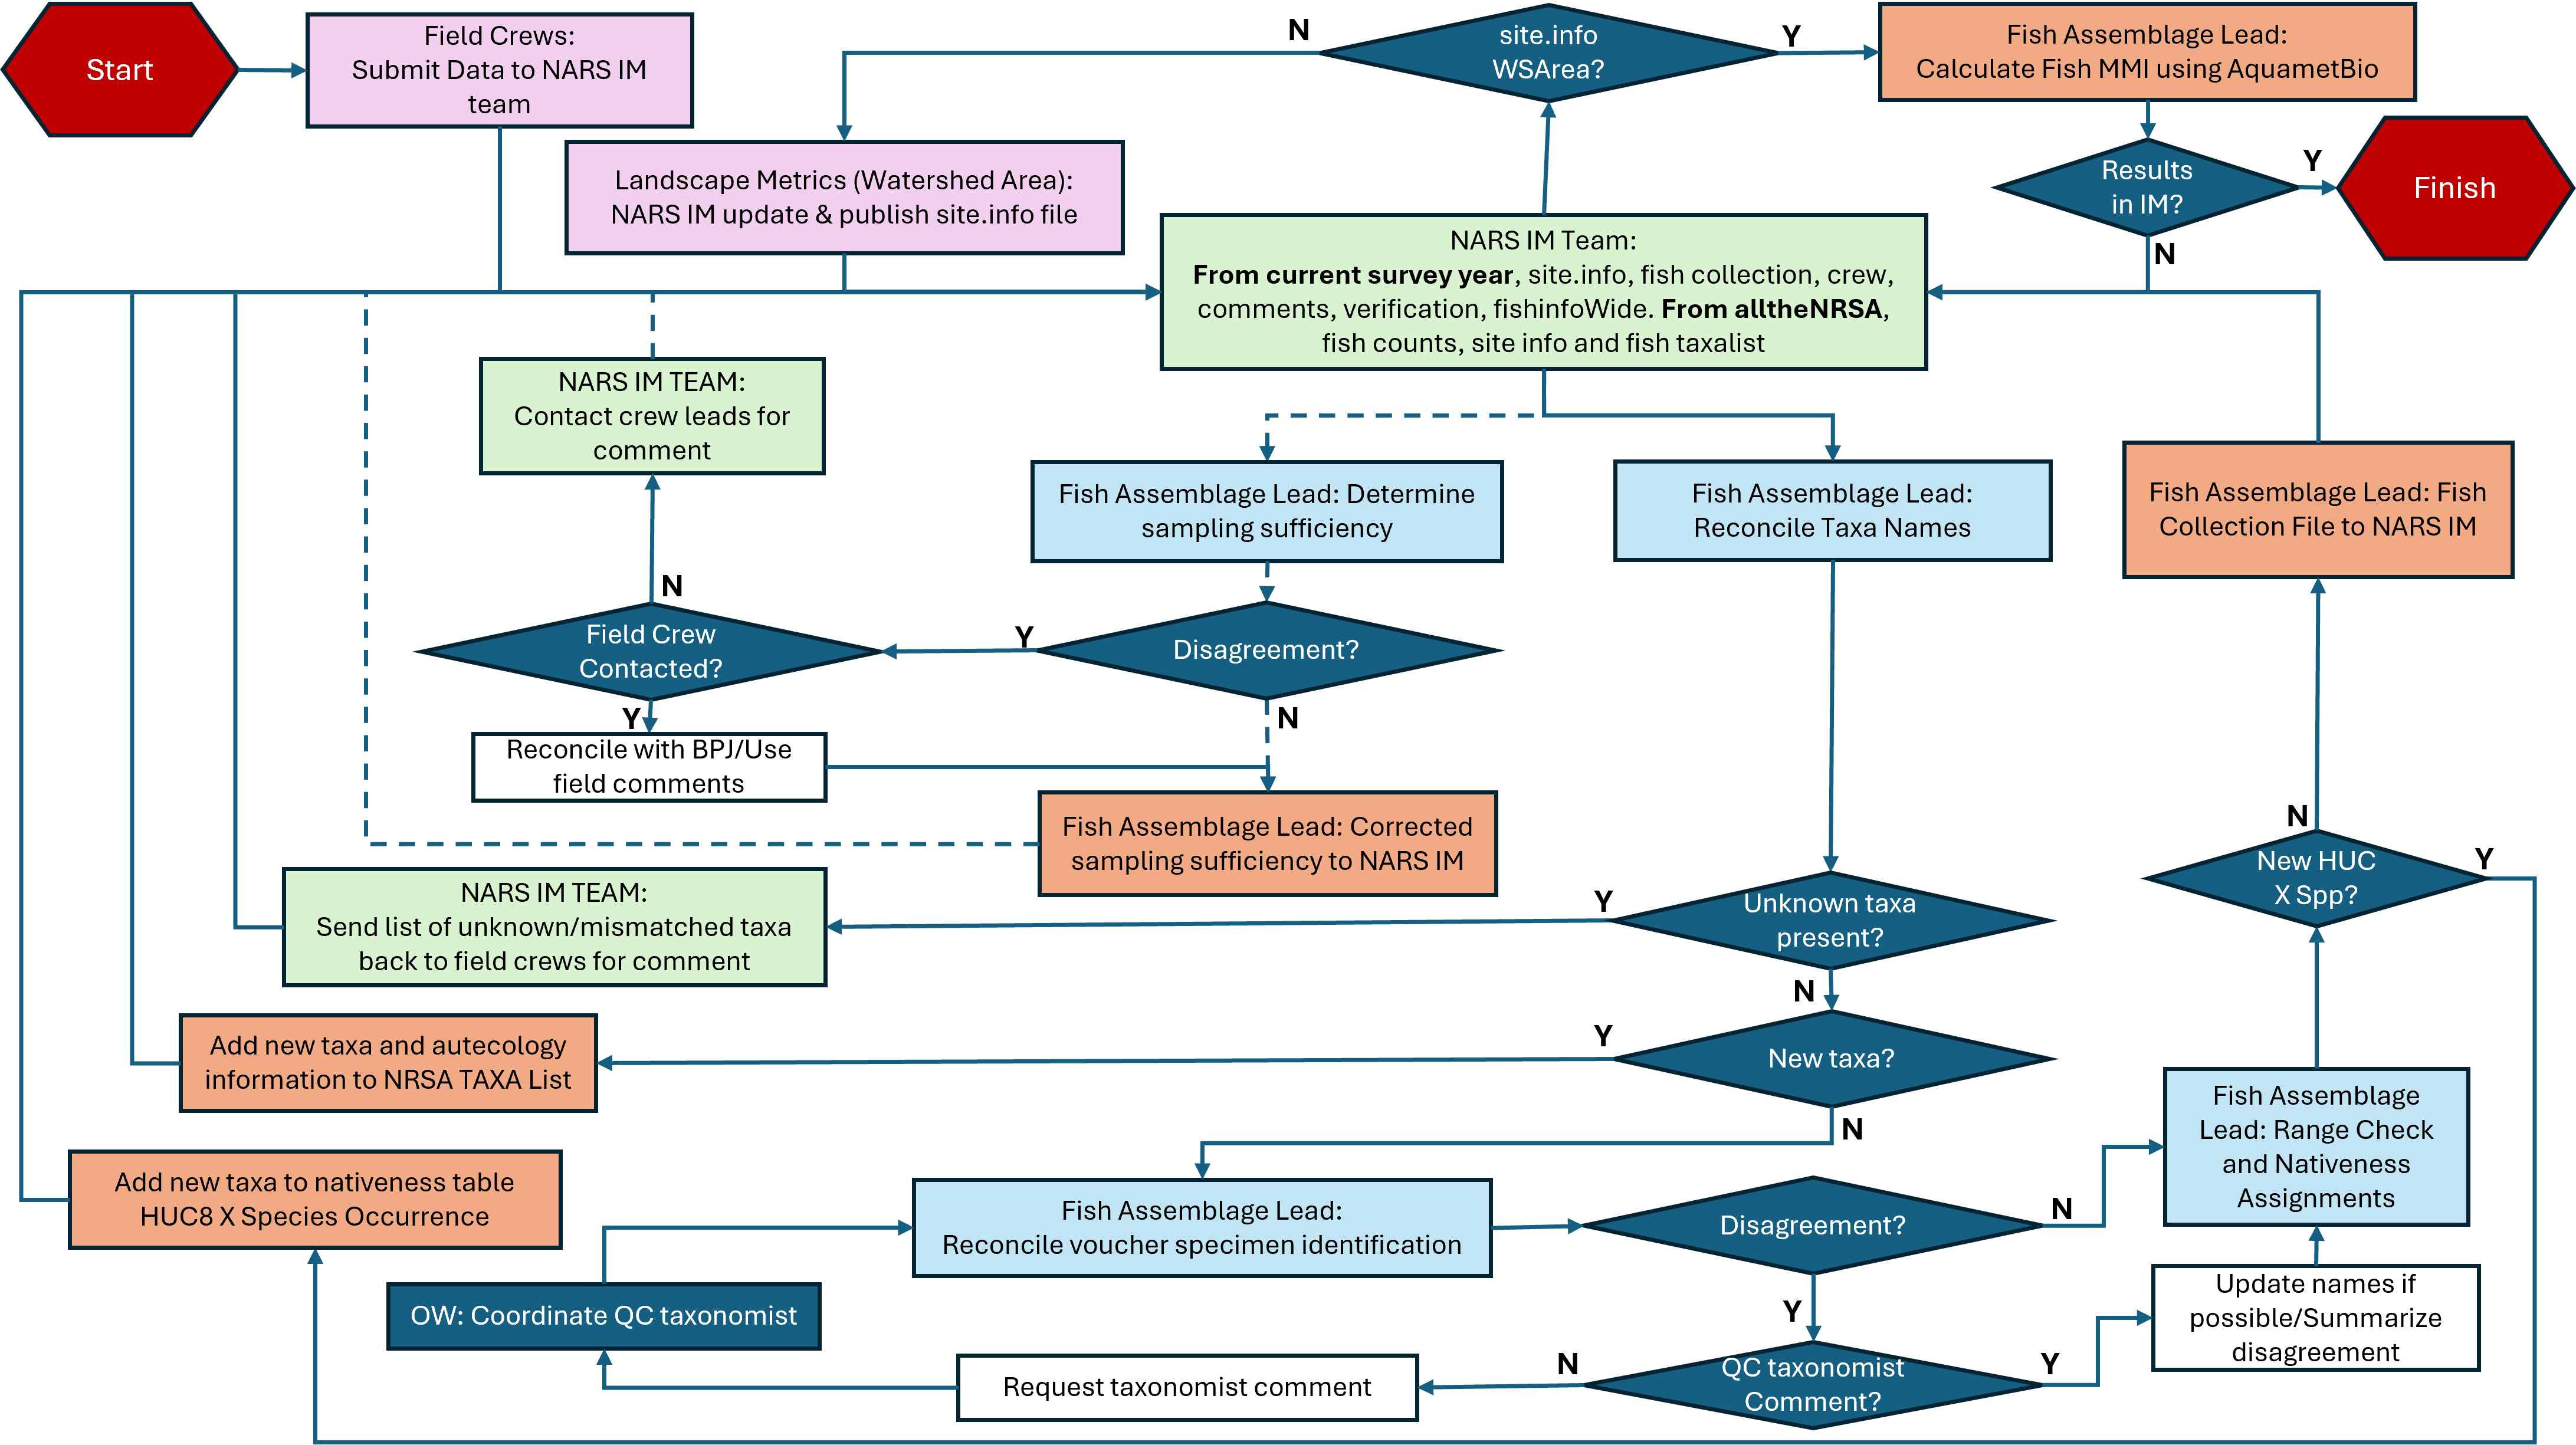 Start
Field Crews:
Submit Data to NARS IM
team
N
site.info
WSArea?
Y
Fish Assemblage Lead:
Calculate Fish MMI using AquametBio
Landscape Metrics (Watershed Area):
NARS IM update & publish site.info file
Results
in IM?
Y
Finish
N
NARS IM Team:
From current survey year, site.info, fish collection, crew,
comments, verification, fishinfoWide. From alltheNRSA,
fish counts, site info and fish taxalist
NARS IM TEAM:
Contact crew leads for
comment
Fish Assemblage Lead: Determine
sampling sufficiency
Fish Assemblage Lead:
Reconcile Taxa Names
Fish Assemblage Lead: Fish
Collection File to NARS IM
N
Field Crew
Contacted?
Y
Disagreement?
Y
N
Reconcile with BPJ/Use
field comments
Fish Assemblage Lead: Corrected
sampling sufficiency to NARS IM
N
New HUC
X Spp?
Y
NARS IM TEAM:
Send list of unknown/mismatched taxa
back to field crews for comment
Y
Unknown taxa
present?
N
Add new taxa and autecology
information to NRSA TAXA List
Y
New taxa?
N
Fish Assemblage
Lead: Range Check
and Nativeness
Assignments
Add new taxa to nativeness table
HUC8 X Species Occurrence
Fish Assemblage Lead:
Reconcile voucher specimen identification
Disagreement?
N
Y
OW: Coordinate QC taxonomist
Update names if
possible/Summarize
disagreement
Request taxonomist comment
N
QC taxonomist
Comment?
Y